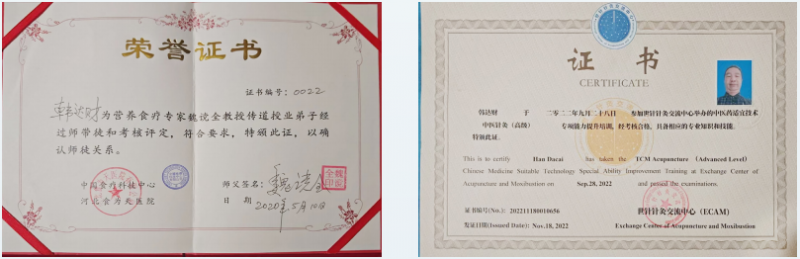 荣誉证书
证书编号：0022
韩达财为营养食疗专家魏诜全教授传道授业弟子经
过师带徒和考核评定，符合要求，特颁此证，以确
认师徒关系。
师父签名：
日 期 2020年5月10日
证 书
CERTIFICATE
韩达财 于 二零二二年九月二十八日 参加世针针灸交流中心举办的中医药适宜技术
中医针灸（高级） 专项能力提升培训，经考核合格，具备相应的专业知识和技能。
特颁此证。
This is to certify Han Dacai has taken the TCM Acupuncture (Advanced Level)
Chinese Medicine Suitable Technology Special Ability Improvement Training at Exchange Center of
Acupuncture and Moxibustion on Sep.28, 2022 and passed the examinations.
证书编号(No.): 202211180010656
世针针灸交流中心（ECAM）
发证日期(Issued Date): Nov.18, 2022
Exchange Center of Acupuncture and Moxibustion